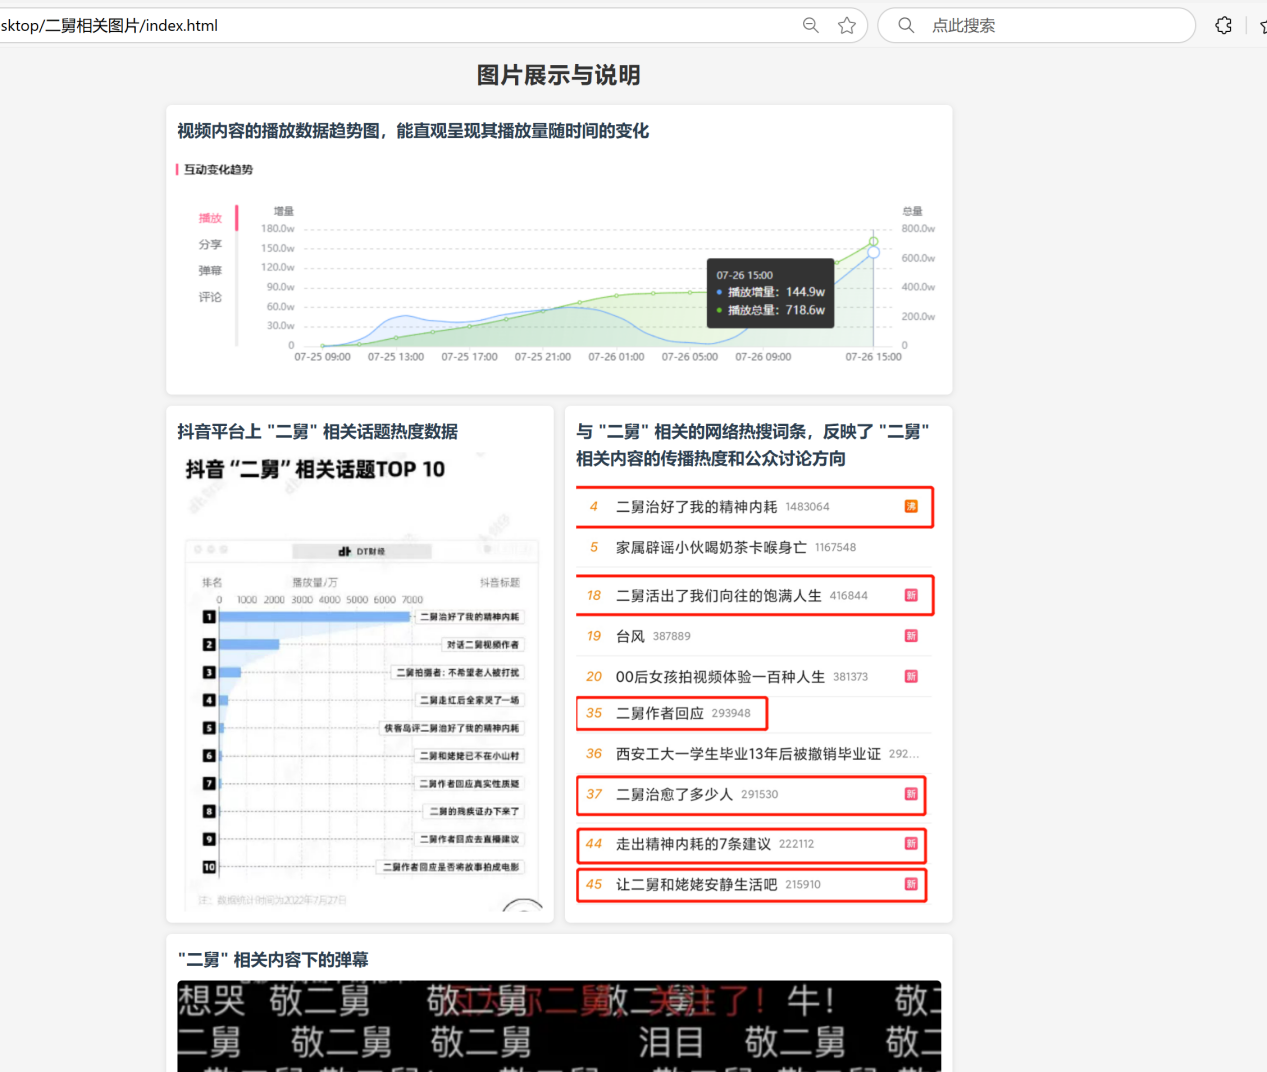 sktop/二舅相关图片/index.html
点此搜索
图片展示与说明
视频内容的播放数据趋势图，能直观呈现其播放量随时间的变化
互动变化趋势
播放
分享
弹幕
评论
增量
总量
180.0w
150.0w
120.0w
90.0w
60.0w
30.0w
0
800.0w
600.0w
400.0w
200.0w
0
07-26 15:00
播放增量：144.9w
播放总量：718.6w
07-25 09:00 07-25 13:00 07-25 17:00 07-25 21:00 07-26 01:00 07-26 05:00 07-26 09:00 07-26 15:00
抖音平台上 "二舅" 相关话题热度数据
抖音“二舅”相关话题TOP 10
DT财经
排名 播放量/万 抖音标题
0 1000 2000 3000 4000 5000 6000 7000
1 二舅治好了我的精神内耗
2 对话二舅视频作者
3 二舅拍摄者：不希望老人被打扰
4 二舅走红后全家哭了一场
5 侠客岛评二舅治好了我的精神内耗
6 二舅和姥姥已不在小山村
7 二舅作者回应真实性质疑
8 二舅的残疾证办下来了
9 二舅作者回应去直播建议
10 二舅作者回应是否将故事拍成电影
注：数据统计时间为2022年7月27日
与 "二舅" 相关的网络热搜词条，反映了 "二舅"
相关内容的传播热度和公众讨论方向
4 二舅治好了我的精神内耗 1483064 沸
5 家属辟谣小伙喝奶茶卡喉身亡 1167548
18 二舅活出了我们向往的饱满人生 416844 新
19 台风 387889 新
20 00后女孩拍视频体验一百种人生 381373 新
35 二舅作者回应 293948
36 西安工大一学生毕业13年后被撤销毕业证 292...
37 二舅治愈了多少人 291530 新
44 走出精神内耗的7条建议 222112 新
45 让二舅和姥姥安静生活吧 215910 新
"二舅" 相关内容下的弹幕
想哭 敬二舅 敬二舅 敬二舅 牛！ 敬二
因为你二舅，关注了！
二舅 敬二舅 敬二舅 泪目 敬二舅 敬二